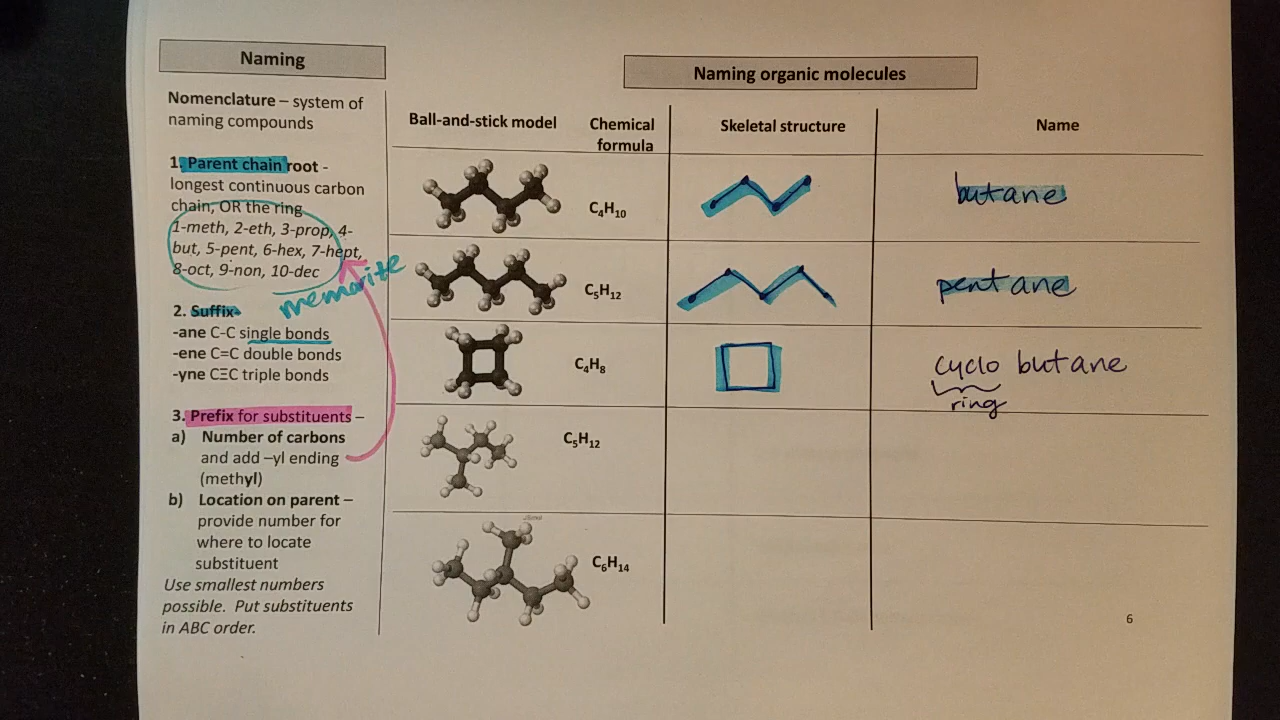 Naming
Nomenclature – system of
naming compounds
1. Parent chain root -
longest continuous carbon
chain, OR the ring
1-meth, 2-eth, 3-prop, 4-
but, 5-pent, 6-hex, 7-hept,
8-oct, 9-non, 10-dec
memorize
2. Suffix-
-ane C-C single bonds
-ene C=C double bonds
-yne C≡C triple bonds
3. Prefix for substituents –
a) Number of carbons
and add –yl ending
(methyl)
b) Location on parent –
provide number for
where to locate
substituent
Use smallest numbers
possible. Put substituents
in ABC order.
Naming organic molecules
Ball-and-stick model
Chemical
formula
Skeletal structure
Name
C₄H₁₀
butane
C₅H₁₂
pentane
C₄H₈
cyclo butane
ring
C₅H₁₂
C₆H₁₄
6